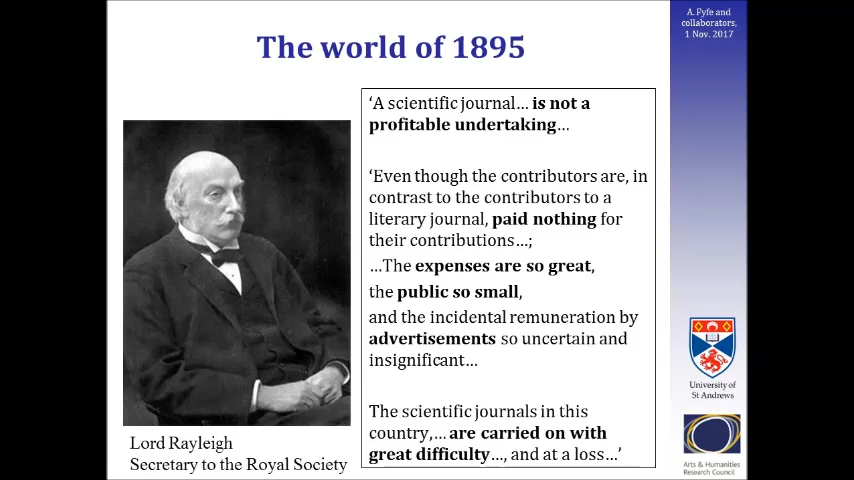 The world of 1895
A. Fyfe and
collaborators,
1 Nov. 2017
‘A scientific journal… is not a
profitable undertaking…
‘Even though the contributors are, in
contrast to the contributors to a
literary journal, paid nothing for
their contributions…;
…The expenses are so great,
the public so small,
and the incidental remuneration by
advertisements so uncertain and
insignificant…
The scientific journals in this
country,… are carried on with
great difficulty…, and at a loss…’
Lord Rayleigh
Secretary to the Royal Society
University of
St Andrews
Arts & Humanities
Research Council